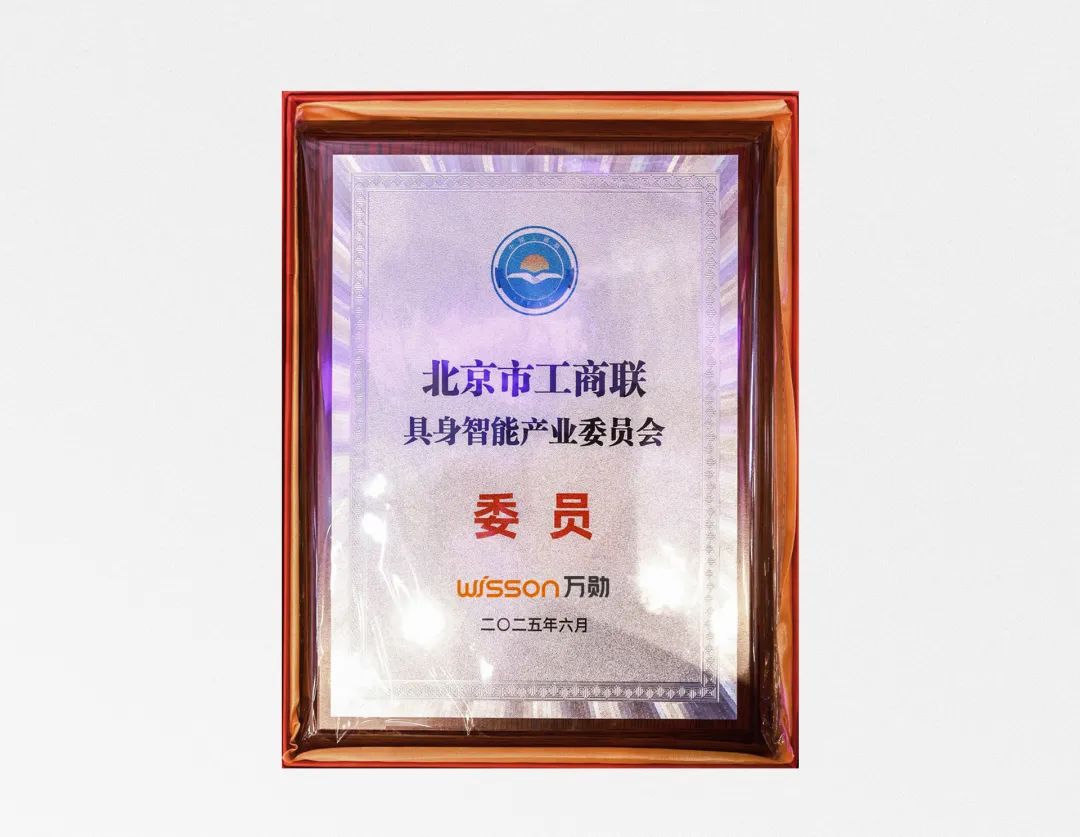 北京市工商联
具身智能产业委员会
委员
wisson万勋
二〇二五年六月